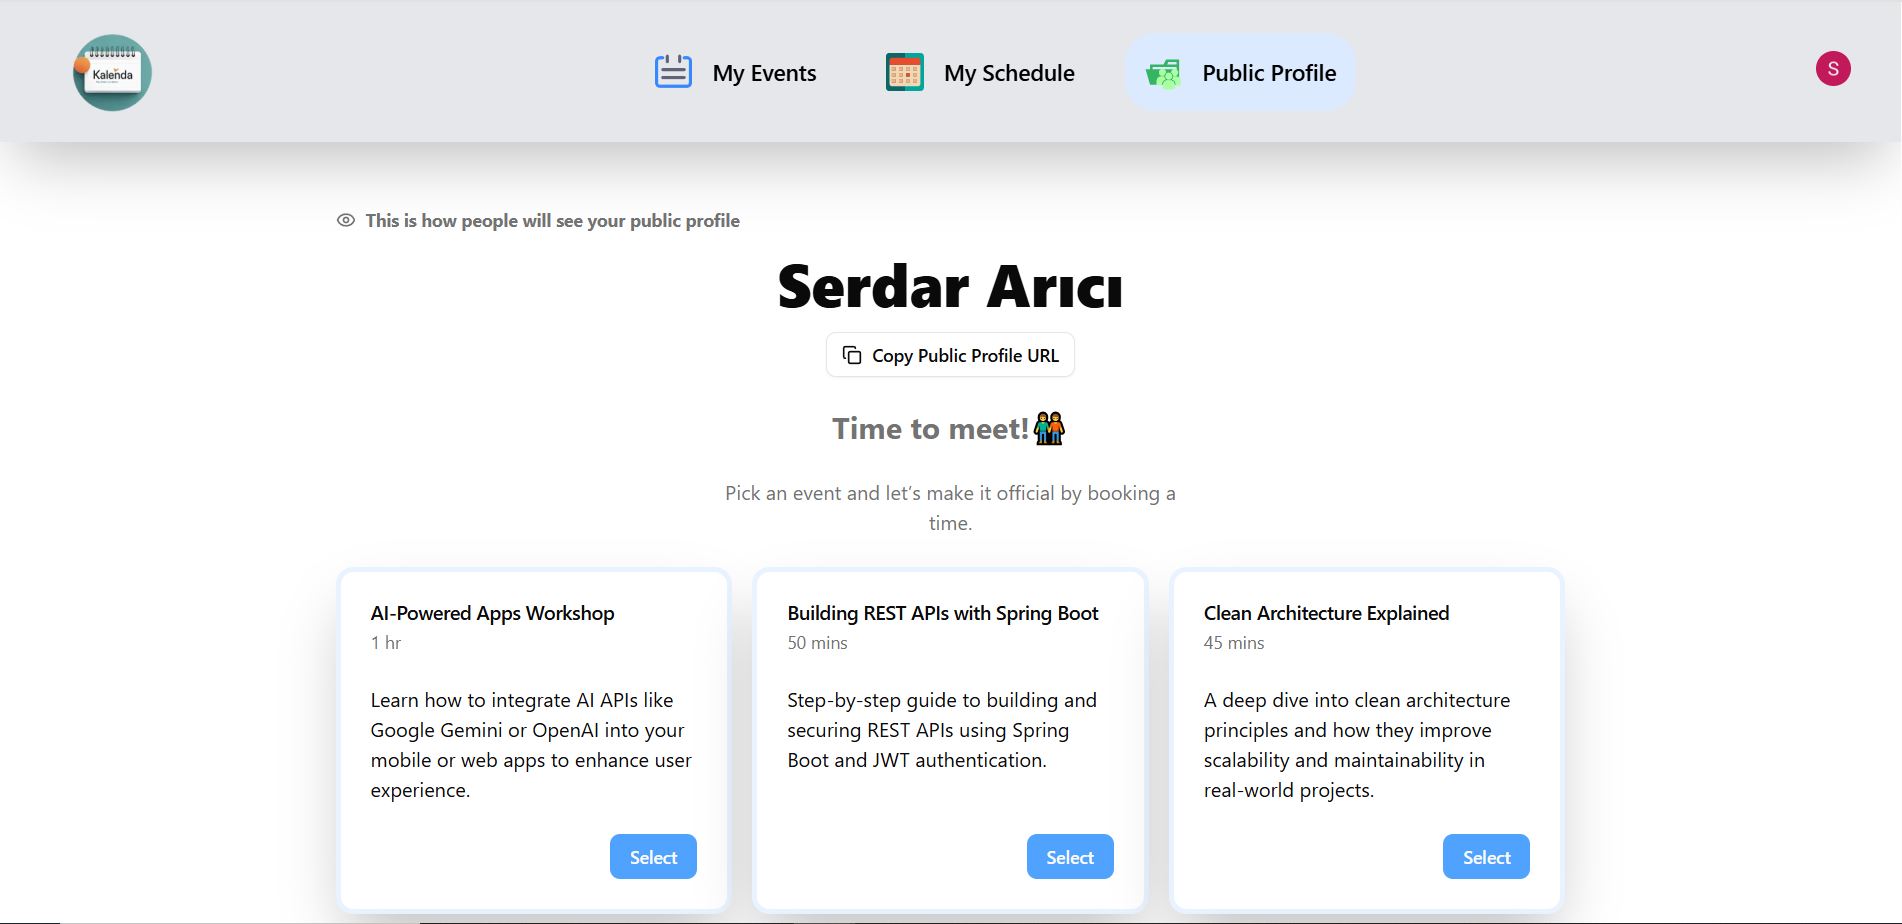 Kalenda
My Events
My Schedule
Public Profile
S
This is how people will see your public profile
Serdar Arıcı
Copy Public Profile URL
Time to meet!
Pick an event and let's make it official by booking a
time.
AI-Powered Apps Workshop
1 hr
Learn how to integrate AI APIs like
Google Gemini or OpenAI into your
mobile or web apps to enhance user
experience.
Select
Building REST APIs with Spring Boot
50 mins
Step-by-step guide to building and
securing REST APIs using Spring
Boot and JWT authentication.
Select
Clean Architecture Explained
45 mins
A deep dive into clean architecture
principles and how they improve
scalability and maintainability in
real-world projects.
Select